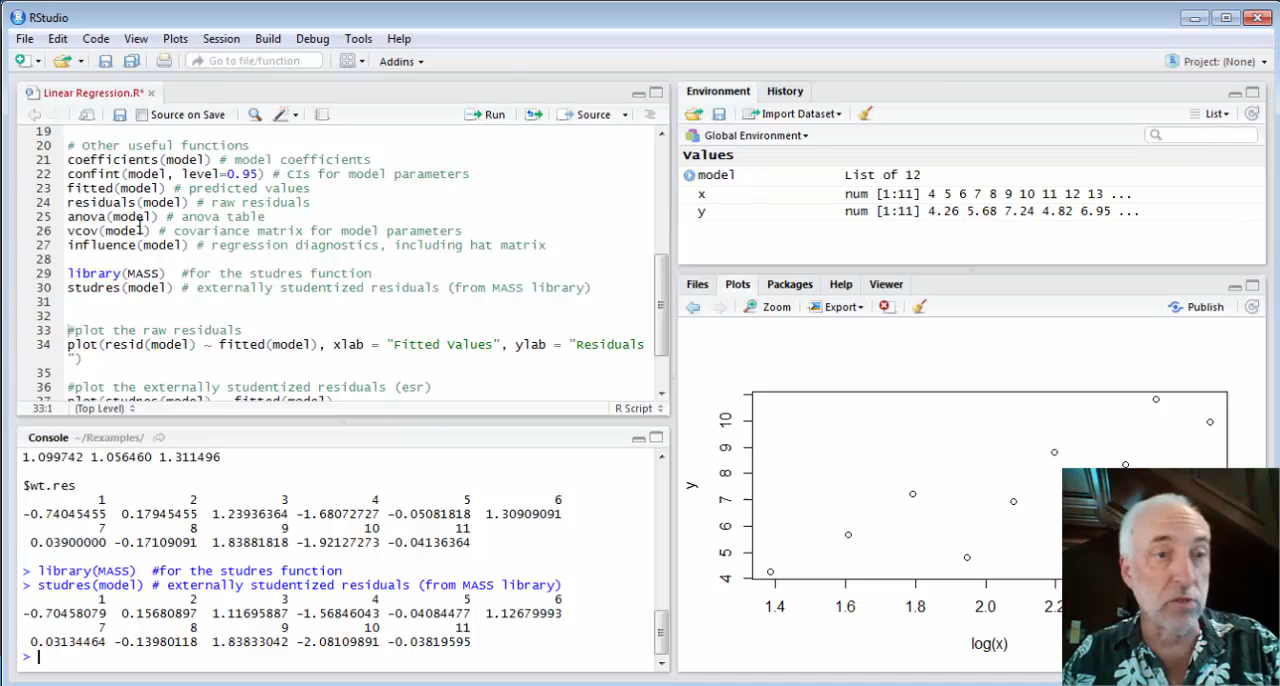 RStudio
File Edit Code View Plots Session Build Debug Tools Help
Go to file/function Addins Project: (None)
Linear Regression.R*
Source on Save Run Source
19
20 # Other useful functions
21 coefficients(model) # model coefficients
22 confint(model, level=0.95) # CIs for model parameters
23 fitted(model) # predicted values
24 residuals(model) # raw residuals
25 anova(model) # anova table
26 vcov(model) # covariance matrix for model parameters
27 influence(model) # regression diagnostics, including hat matrix
28
29 library(MASS)  #for the studres function
30 studres(model) # externally studentized residuals (from MASS library)
31
32
33 #plot the raw residuals
34 plot(resid(model) ~ fitted(model), xlab = "Fitted Values", ylab = "Residuals
")
35
36 #plot the externally studentized residuals (esr)
37 plot(studres(model) ~ fitted(model)
33:1 (Top Level) R Script
Console ~/Rexamples/
1.099742 1.056460 1.311496
$wt.res
1 2 3 4 5 6
-0.74045455 0.17945455 1.23936364 -1.68072727 -0.05081818 1.30909091
7 8 9 10 11
0.03900000 -0.17109091 1.83881818 -1.92127273 -0.04136364
> library(MASS)  #for the studres function
> studres(model) # externally studentized residuals (from MASS library)
1 2 3 4 5 6
-0.70458079 0.15680897 1.11695887 -1.56846043 -0.04084477 1.12679993
7 8 9 10 11
0.03134464 -0.13980118 1.83833042 -2.08109891 -0.03819595
>
Environment History
Import Dataset List
Global Environment
Values
model List of 12
x num [1:11] 4 5 6 7 8 9 10 11 12 13 ...
y num [1:11] 4.26 5.68 7.24 4.82 6.95 ...
Files Plots Packages Help Viewer
Zoom Export Publish
10
9
8
7
6
5
4
y
1.4 1.6 1.8 2.0 2.2
log(x)